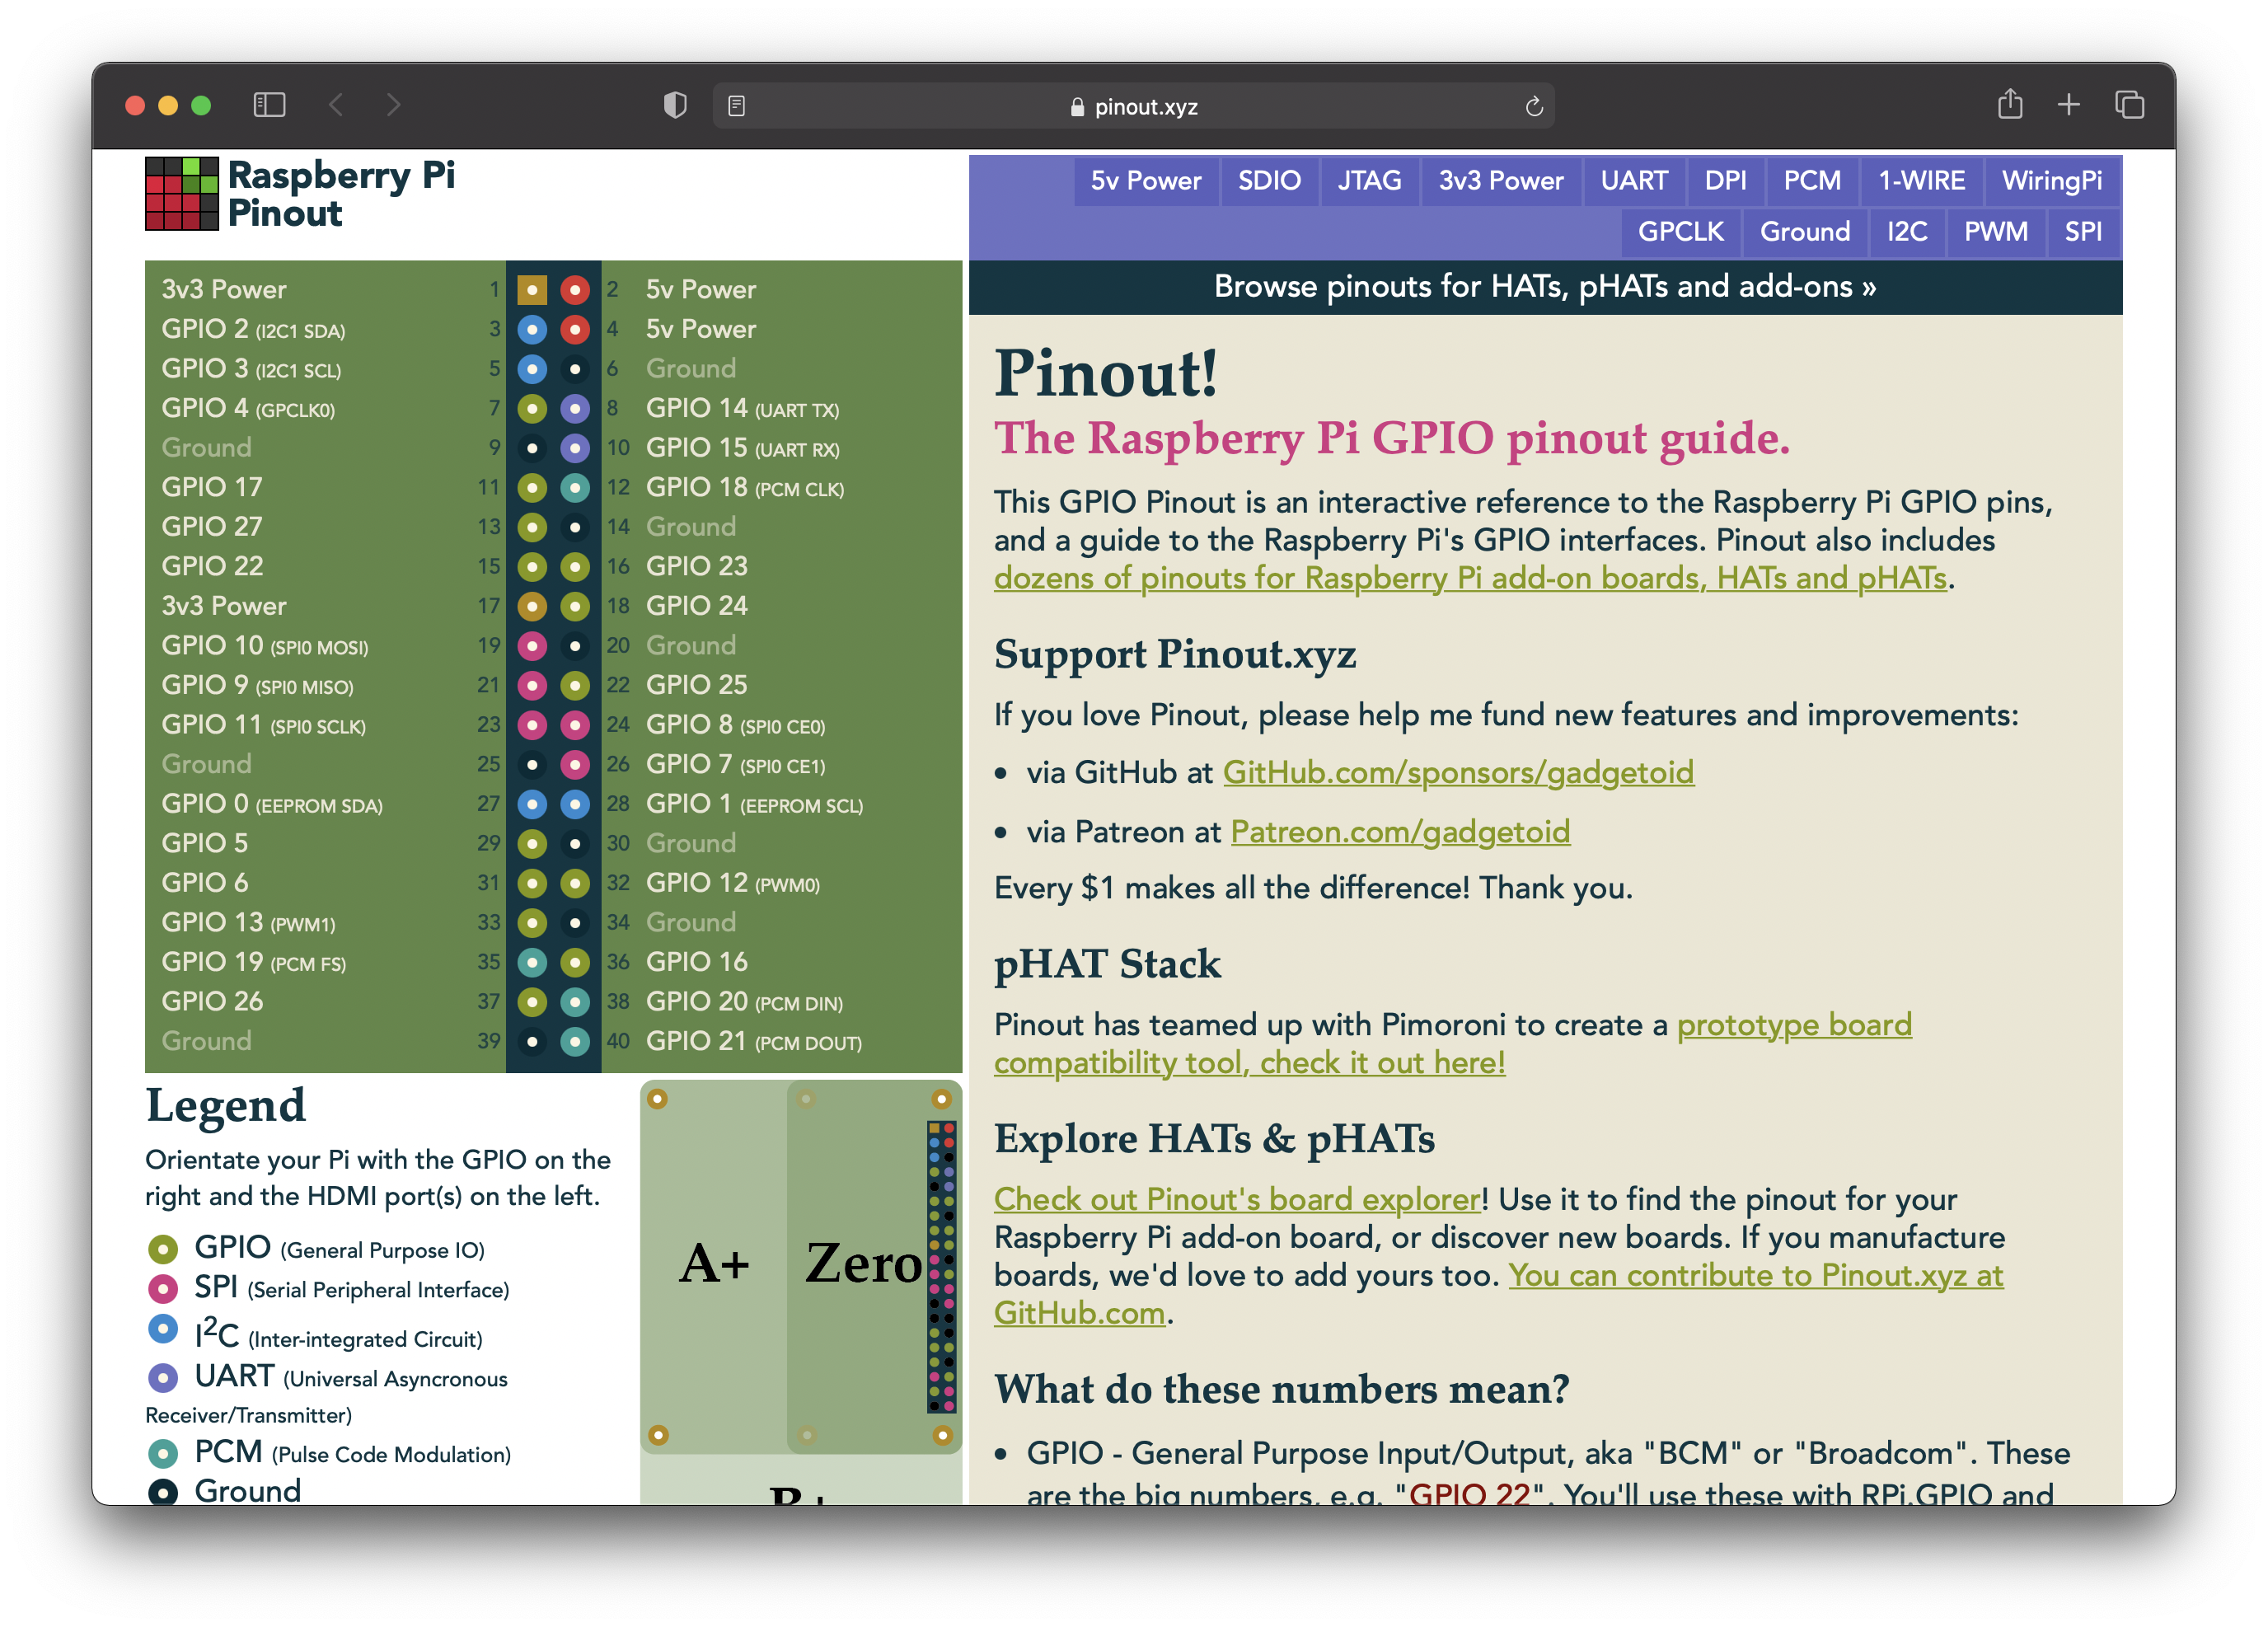 pinout.xyz
Raspberry Pi
Pinout
5v Power SDIO JTAG 3v3 Power UART DPI PCM 1-WIRE WiringPi
GPCLK Ground I2C PWM SPI
Browse pinouts for HATs, pHATs and add-ons »
3v3 Power 1 2 5v Power
GPIO 2 (I2C1 SDA) 3 4 5v Power
GPIO 3 (I2C1 SCL) 5 6 Ground
GPIO 4 (GPCLK0) 7 8 GPIO 14 (UART TX)
Ground 9 10 GPIO 15 (UART RX)
GPIO 17 11 12 GPIO 18 (PCM CLK)
GPIO 27 13 14 Ground
GPIO 22 15 16 GPIO 23
3v3 Power 17 18 GPIO 24
GPIO 10 (SPI0 MOSI) 19 20 Ground
GPIO 9 (SPI0 MISO) 21 22 GPIO 25
GPIO 11 (SPI0 SCLK) 23 24 GPIO 8 (SPI0 CE0)
Ground 25 26 GPIO 7 (SPI0 CE1)
GPIO 0 (EEPROM SDA) 27 28 GPIO 1 (EEPROM SCL)
GPIO 5 29 30 Ground
GPIO 6 31 32 GPIO 12 (PWM0)
GPIO 13 (PWM1) 33 34 Ground
GPIO 19 (PCM FS) 35 36 GPIO 16
GPIO 26 37 38 GPIO 20 (PCM DIN)
Ground 39 40 GPIO 21 (PCM DOUT)
Legend
Orientate your Pi with the GPIO on the
right and the HDMI port(s) on the left.
GPIO (General Purpose IO)
SPI (Serial Peripheral Interface)
I²C (Inter-integrated Circuit)
UART (Universal Asyncronous
Receiver/Transmitter)
PCM (Pulse Code Modulation)
Ground
A+ Zero
B+
Pinout!
The Raspberry Pi GPIO pinout guide.
This GPIO Pinout is an interactive reference to the Raspberry Pi GPIO pins,
and a guide to the Raspberry Pi's GPIO interfaces. Pinout also includes
dozens of pinouts for Raspberry Pi add-on boards, HATs and pHATs.
Support Pinout.xyz
If you love Pinout, please help me fund new features and improvements:
• via GitHub at GitHub.com/sponsors/gadgetoid
• via Patreon at Patreon.com/gadgetoid
Every $1 makes all the difference! Thank you.
pHAT Stack
Pinout has teamed up with Pimoroni to create a prototype board
compatibility tool, check it out here!
Explore HATs & pHATs
Check out Pinout's board explorer! Use it to find the pinout for your
Raspberry Pi add-on board, or discover new boards. If you manufacture
boards, we'd love to add yours too. You can contribute to Pinout.xyz at
GitHub.com.
What do these numbers mean?
• GPIO - General Purpose Input/Output, aka "BCM" or "Broadcom". These
are the big numbers, e.g. "GPIO 22". You'll use these with RPi.GPIO and